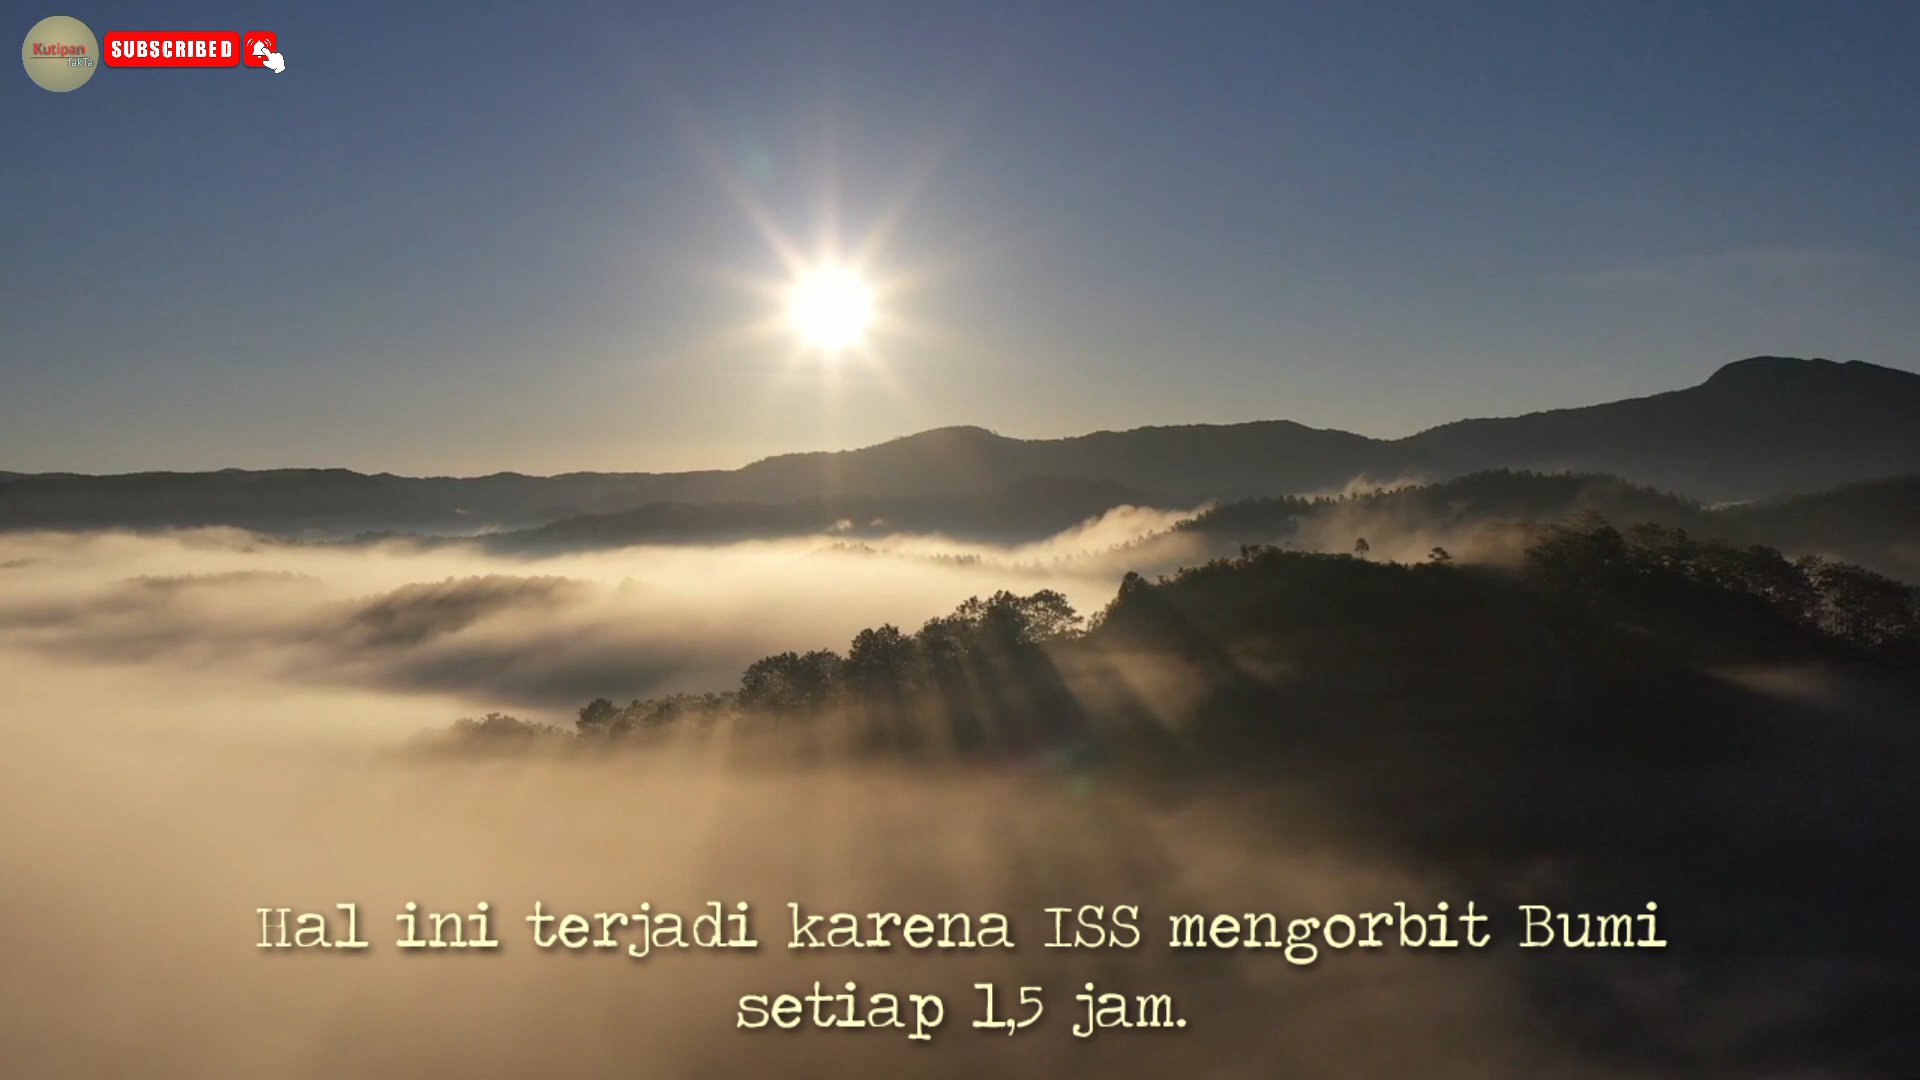 Kutipan
fakTa
SUBSCRIBED
Hal ini terjadi karena ISS mengorbit Bumi
setiap 1,5 jam.